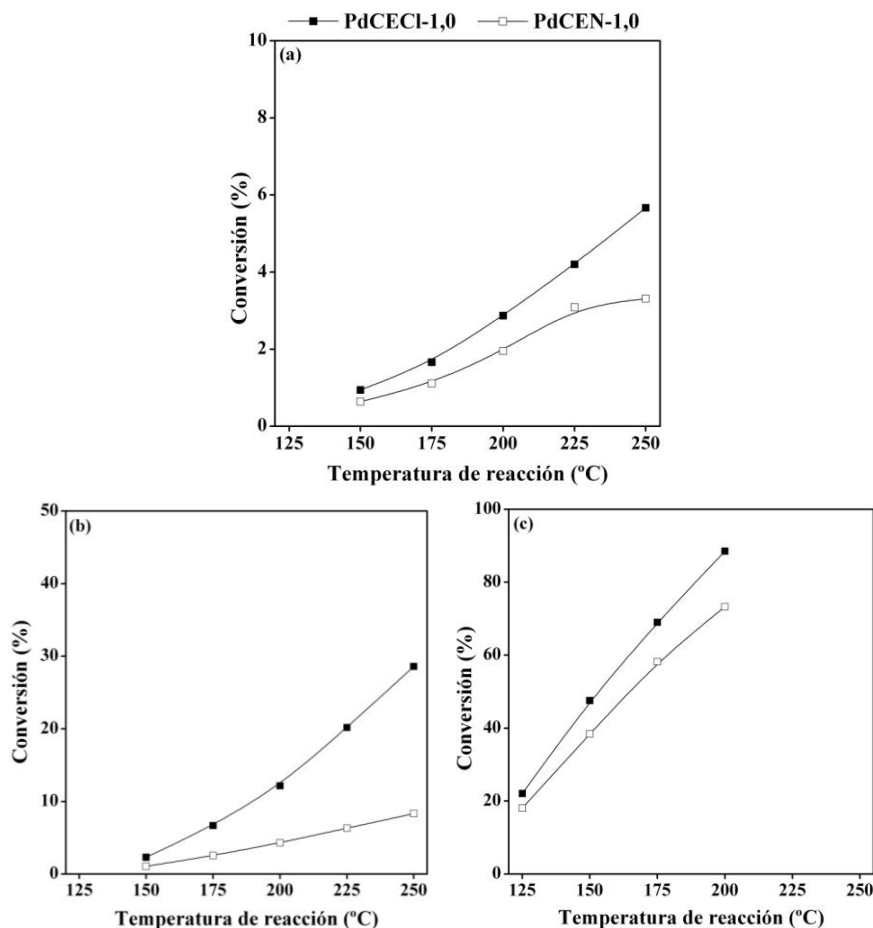 PdCECl-1,0 PdCEN-1,0
(a)
10
8
6
4
2
0
Conversión (%)
125 150 175 200 225 250
Temperatura de reacción (ºC)
(b)
50
40
30
20
10
0
Conversión (%)
125 150 175 200 225 250
Temperatura de reacción (ºC)
(c)
100
80
60
40
20
0
Conversión (%)
125 150 175 200 225 250
Temperatura de reacción (ºC)